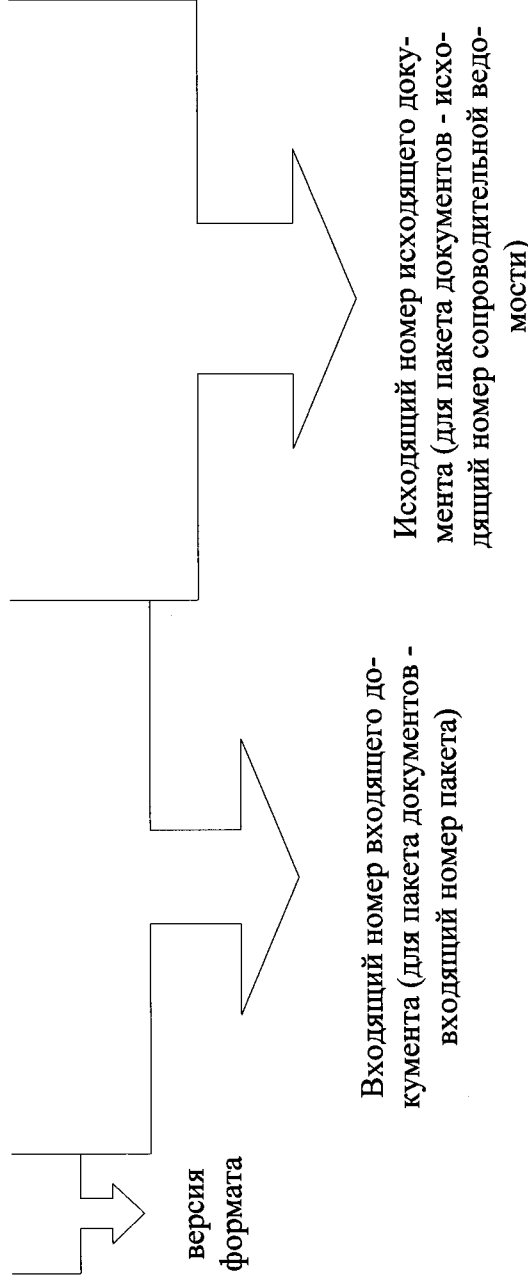 версия
формата
Входящий номер входящего до-
кумента (для пакета документов -
входящий номер пакета)
Исходящий номер исходящего доку-
мента (для пакета документов - исхо-
дящий номер сопроводительной ведо-
мости)